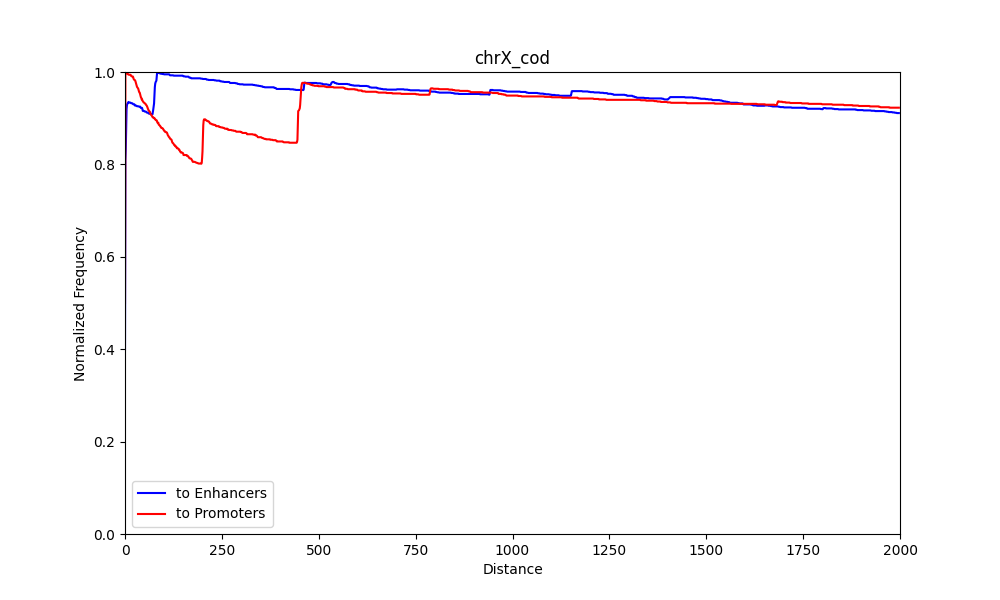 chrX_cod
Normalized Frequency
1.0
0.8
0.6
0.4
0.2
0.0
to Enhancers
to Promoters
0 250 500 750 1000 1250 1500 1750 2000
Distance